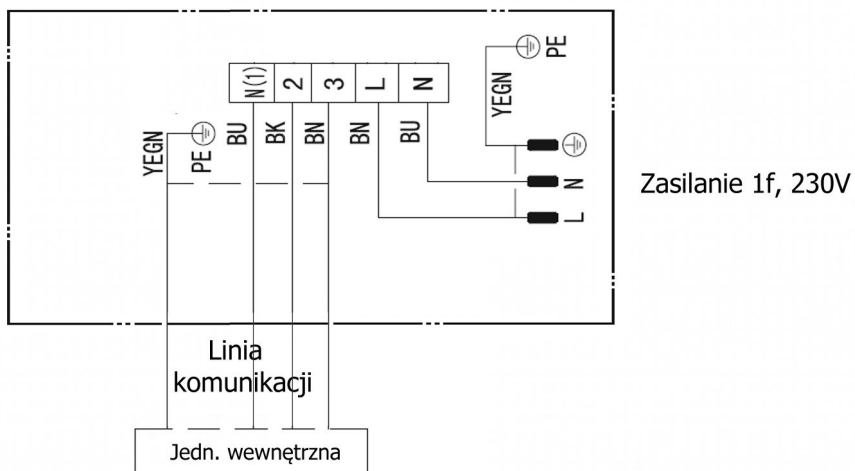 PE
YEGN
N(1) 2 3 L N
YEGN PE BU BK BN BN BU
N
L
Zasilanie 1f, 230V
Linia
komunikacji
Jedn. wewnętrzna